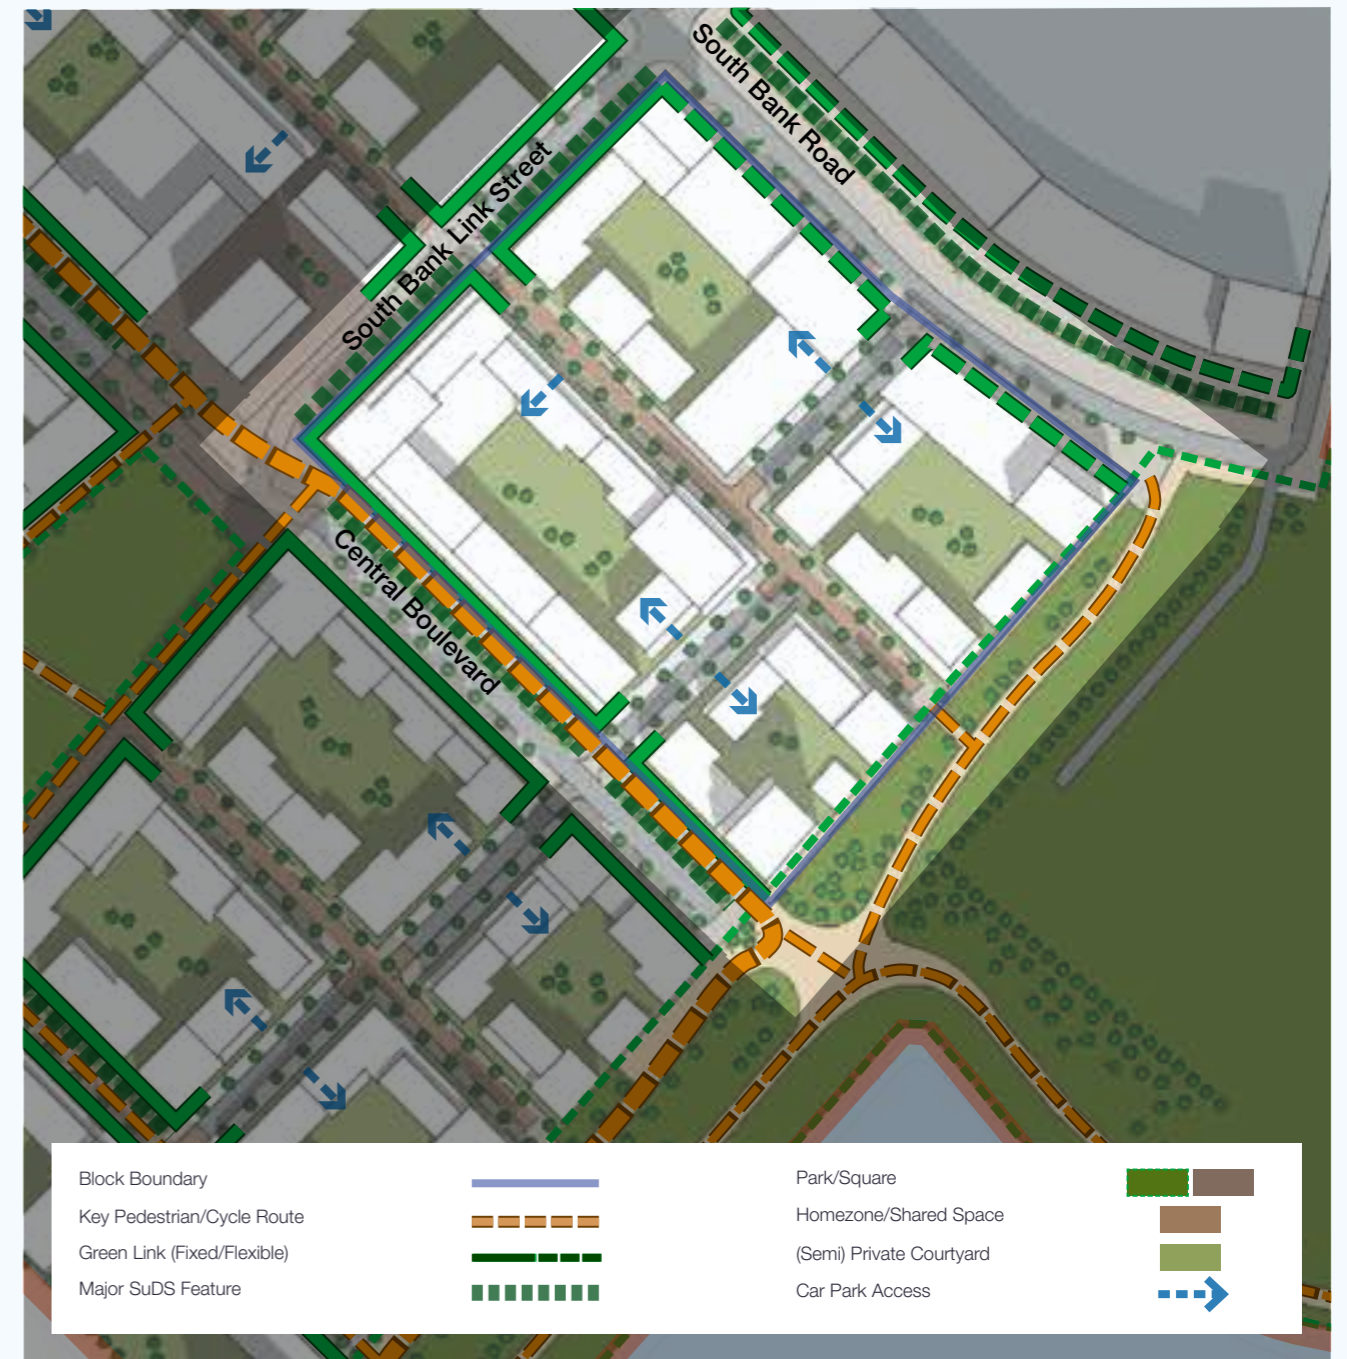 South Bank Road
South Bank Link Street
Central Boulevard
Block Boundary
Key Pedestrian/Cycle Route
Green Link (Fixed/Flexible)
Major SuDS Feature
Park/Square
Homezone/Shared Space
(Semi) Private Courtyard
Car Park Access